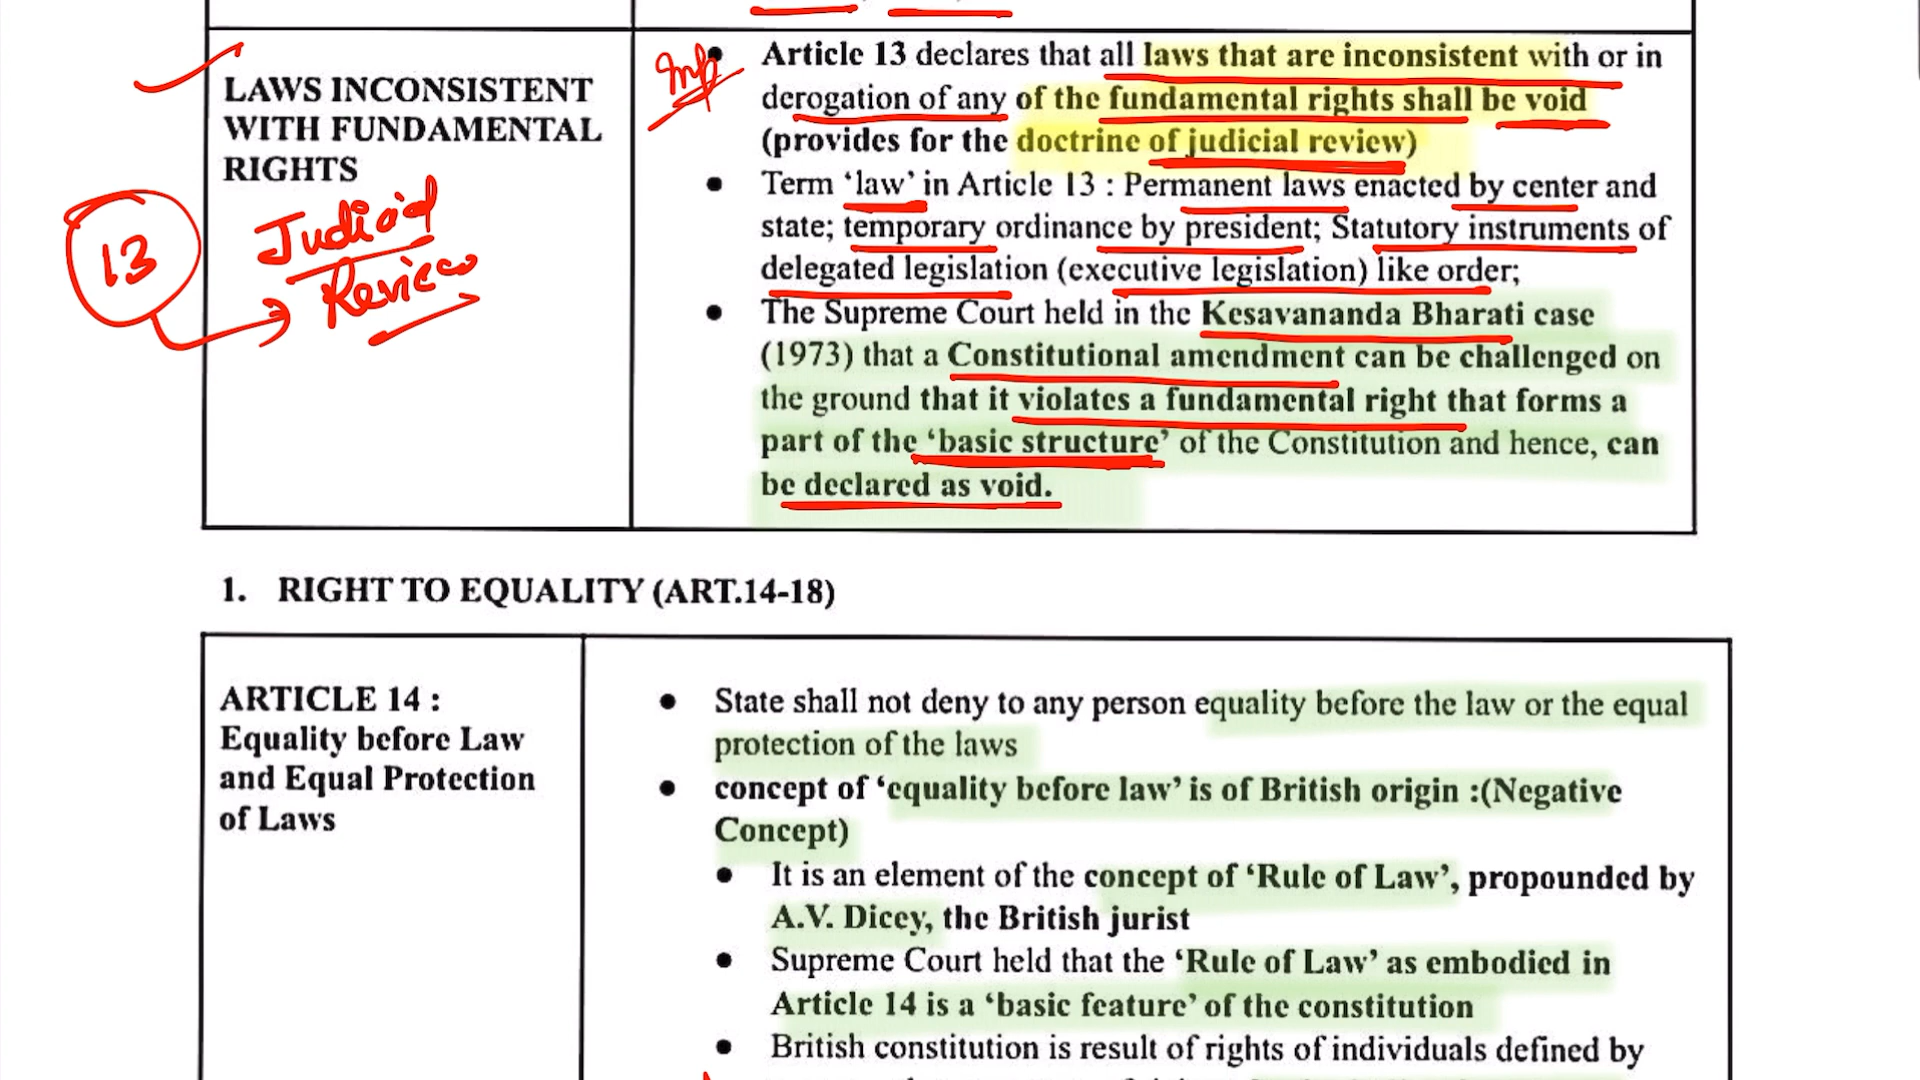 Imp
Article 13 declares that all laws that are inconsistent with or in
derogation of any of the fundamental rights shall be void
(provides for the doctrine of judicial review)
LAWS INCONSISTENT
WITH FUNDAMENTAL
RIGHTS
13
Judicial
Review
Term ‘law’ in Article 13 : Permanent laws enacted by center and
state; temporary ordinance by president; Statutory instruments of
delegated legislation (executive legislation) like order;
The Supreme Court held in the Kesavananda Bharati case
(1973) that a Constitutional amendment can be challenged on
the ground that it violates a fundamental right that forms a
part of the ‘basic structure’ of the Constitution and hence, can
be declared as void.
1. RIGHT TO EQUALITY (ART.14-18)
ARTICLE 14 :
Equality before Law
and Equal Protection
of Laws
State shall not deny to any person equality before the law or the equal
protection of the laws
concept of ‘equality before law’ is of British origin :(Negative
Concept)
It is an element of the concept of ‘Rule of Law’, propounded by
A.V. Dicey, the British jurist
Supreme Court held that the ‘Rule of Law’ as embodied in
Article 14 is a ‘basic feature’ of the constitution
British constitution is result of rights of individuals defined by